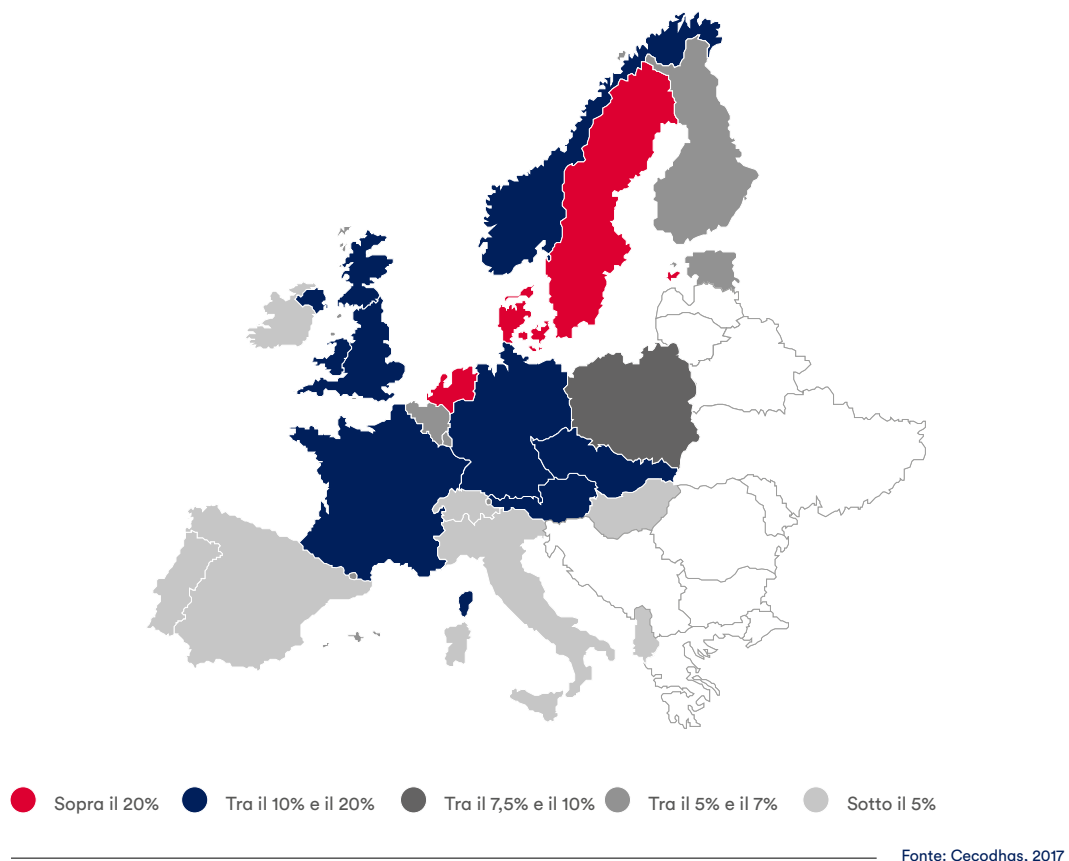 Sopra il 20% Tra il 10% e il 20% Tra il 7,5% e il 10% Tra il 5% e il 7% Sotto il 5%
Fonte: Cecodhas, 2017